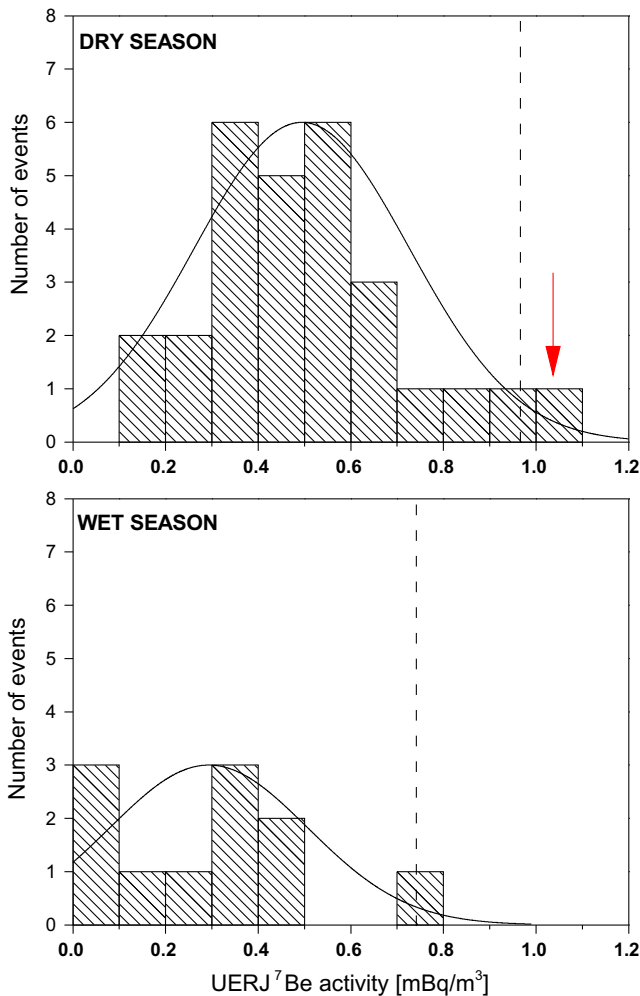 8
DRY SEASON
7
6
5
4
3
2
1
0
Number of events
0.0 0.2 0.4 0.6 0.8 1.0 1.2
8
WET SEASON
7
6
5
4
3
2
1
0
Number of events
0.0 0.2 0.4 0.6 0.8 1.0 1.2
UERJ ⁷Be activity [mBq/m³]